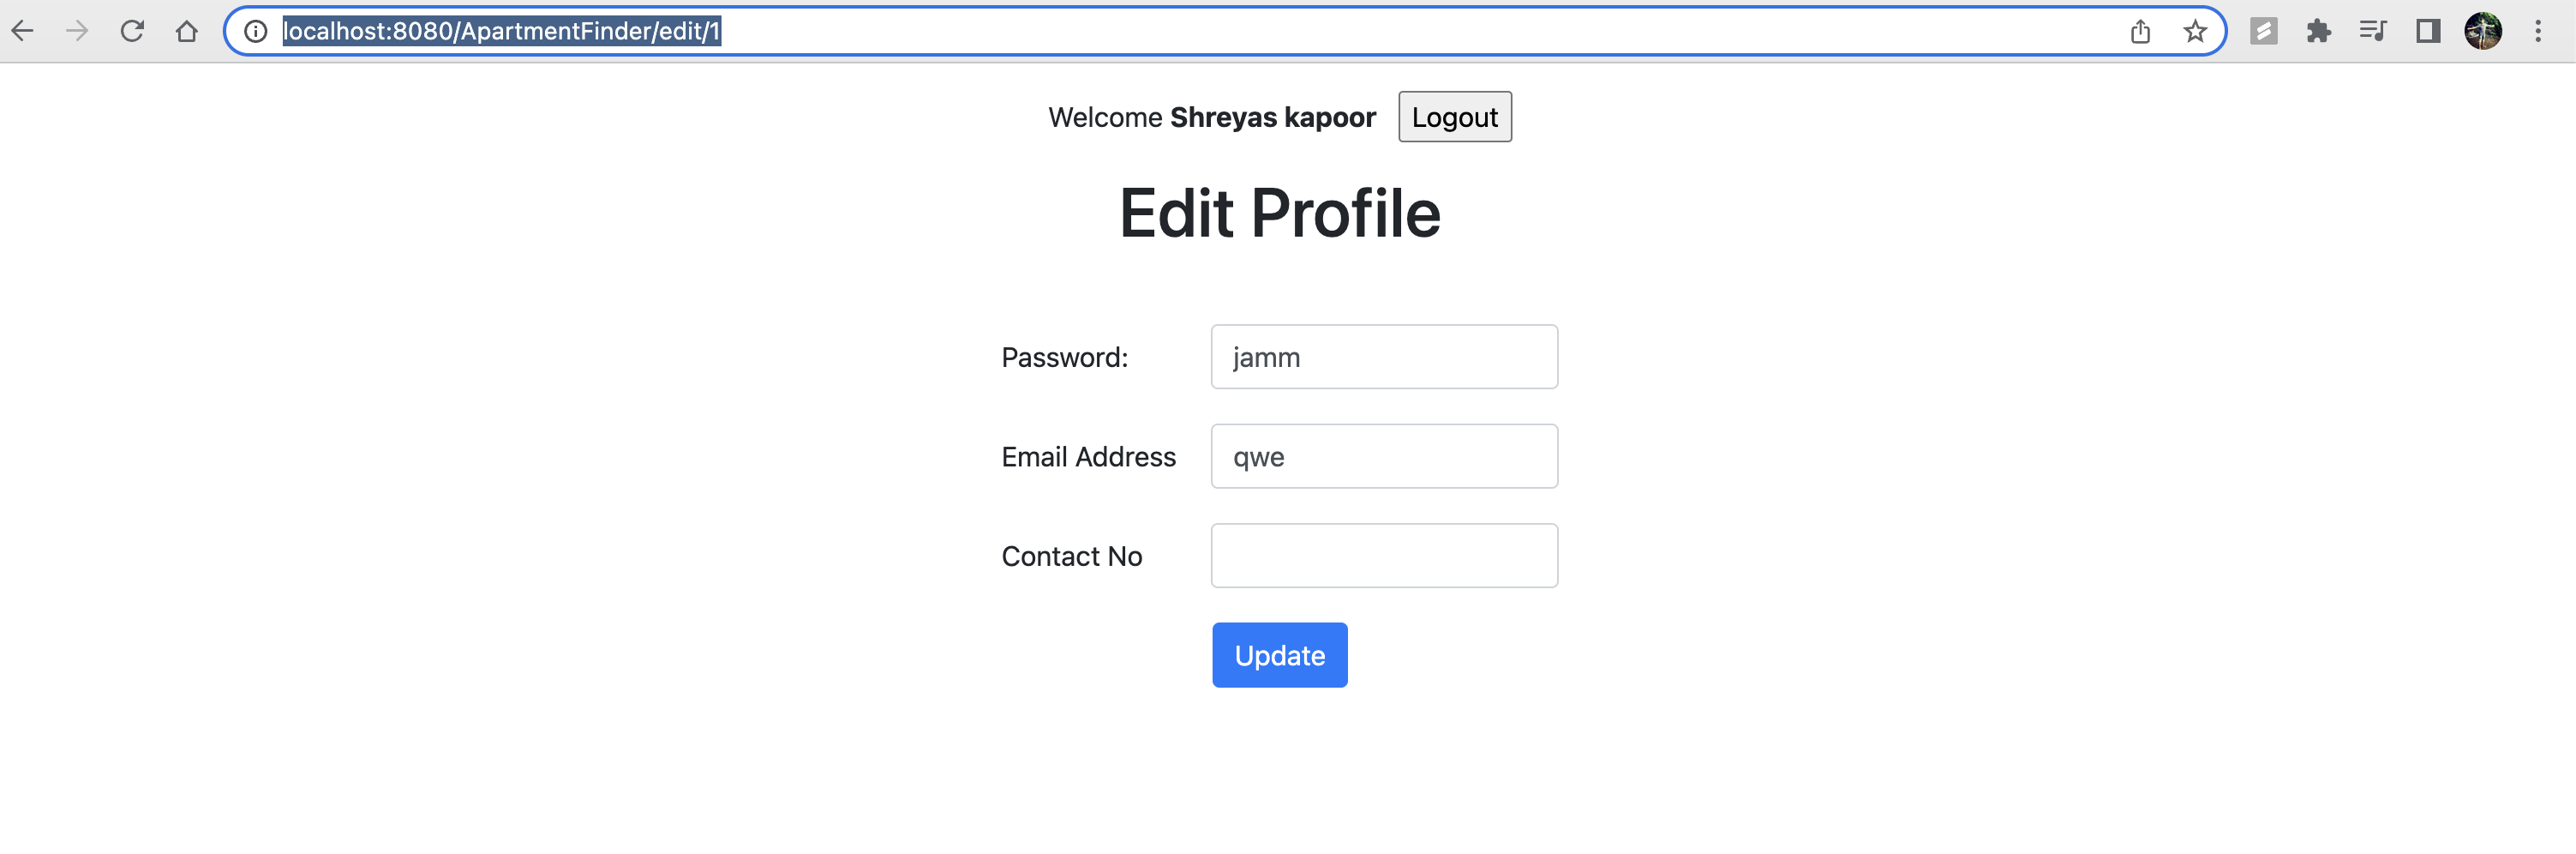 localhost:8080/ApartmentFinder/edit/1
Welcome Shreyas kapoor Logout
Edit Profile
Password: jamm
Email Address qwe
Contact No
Update